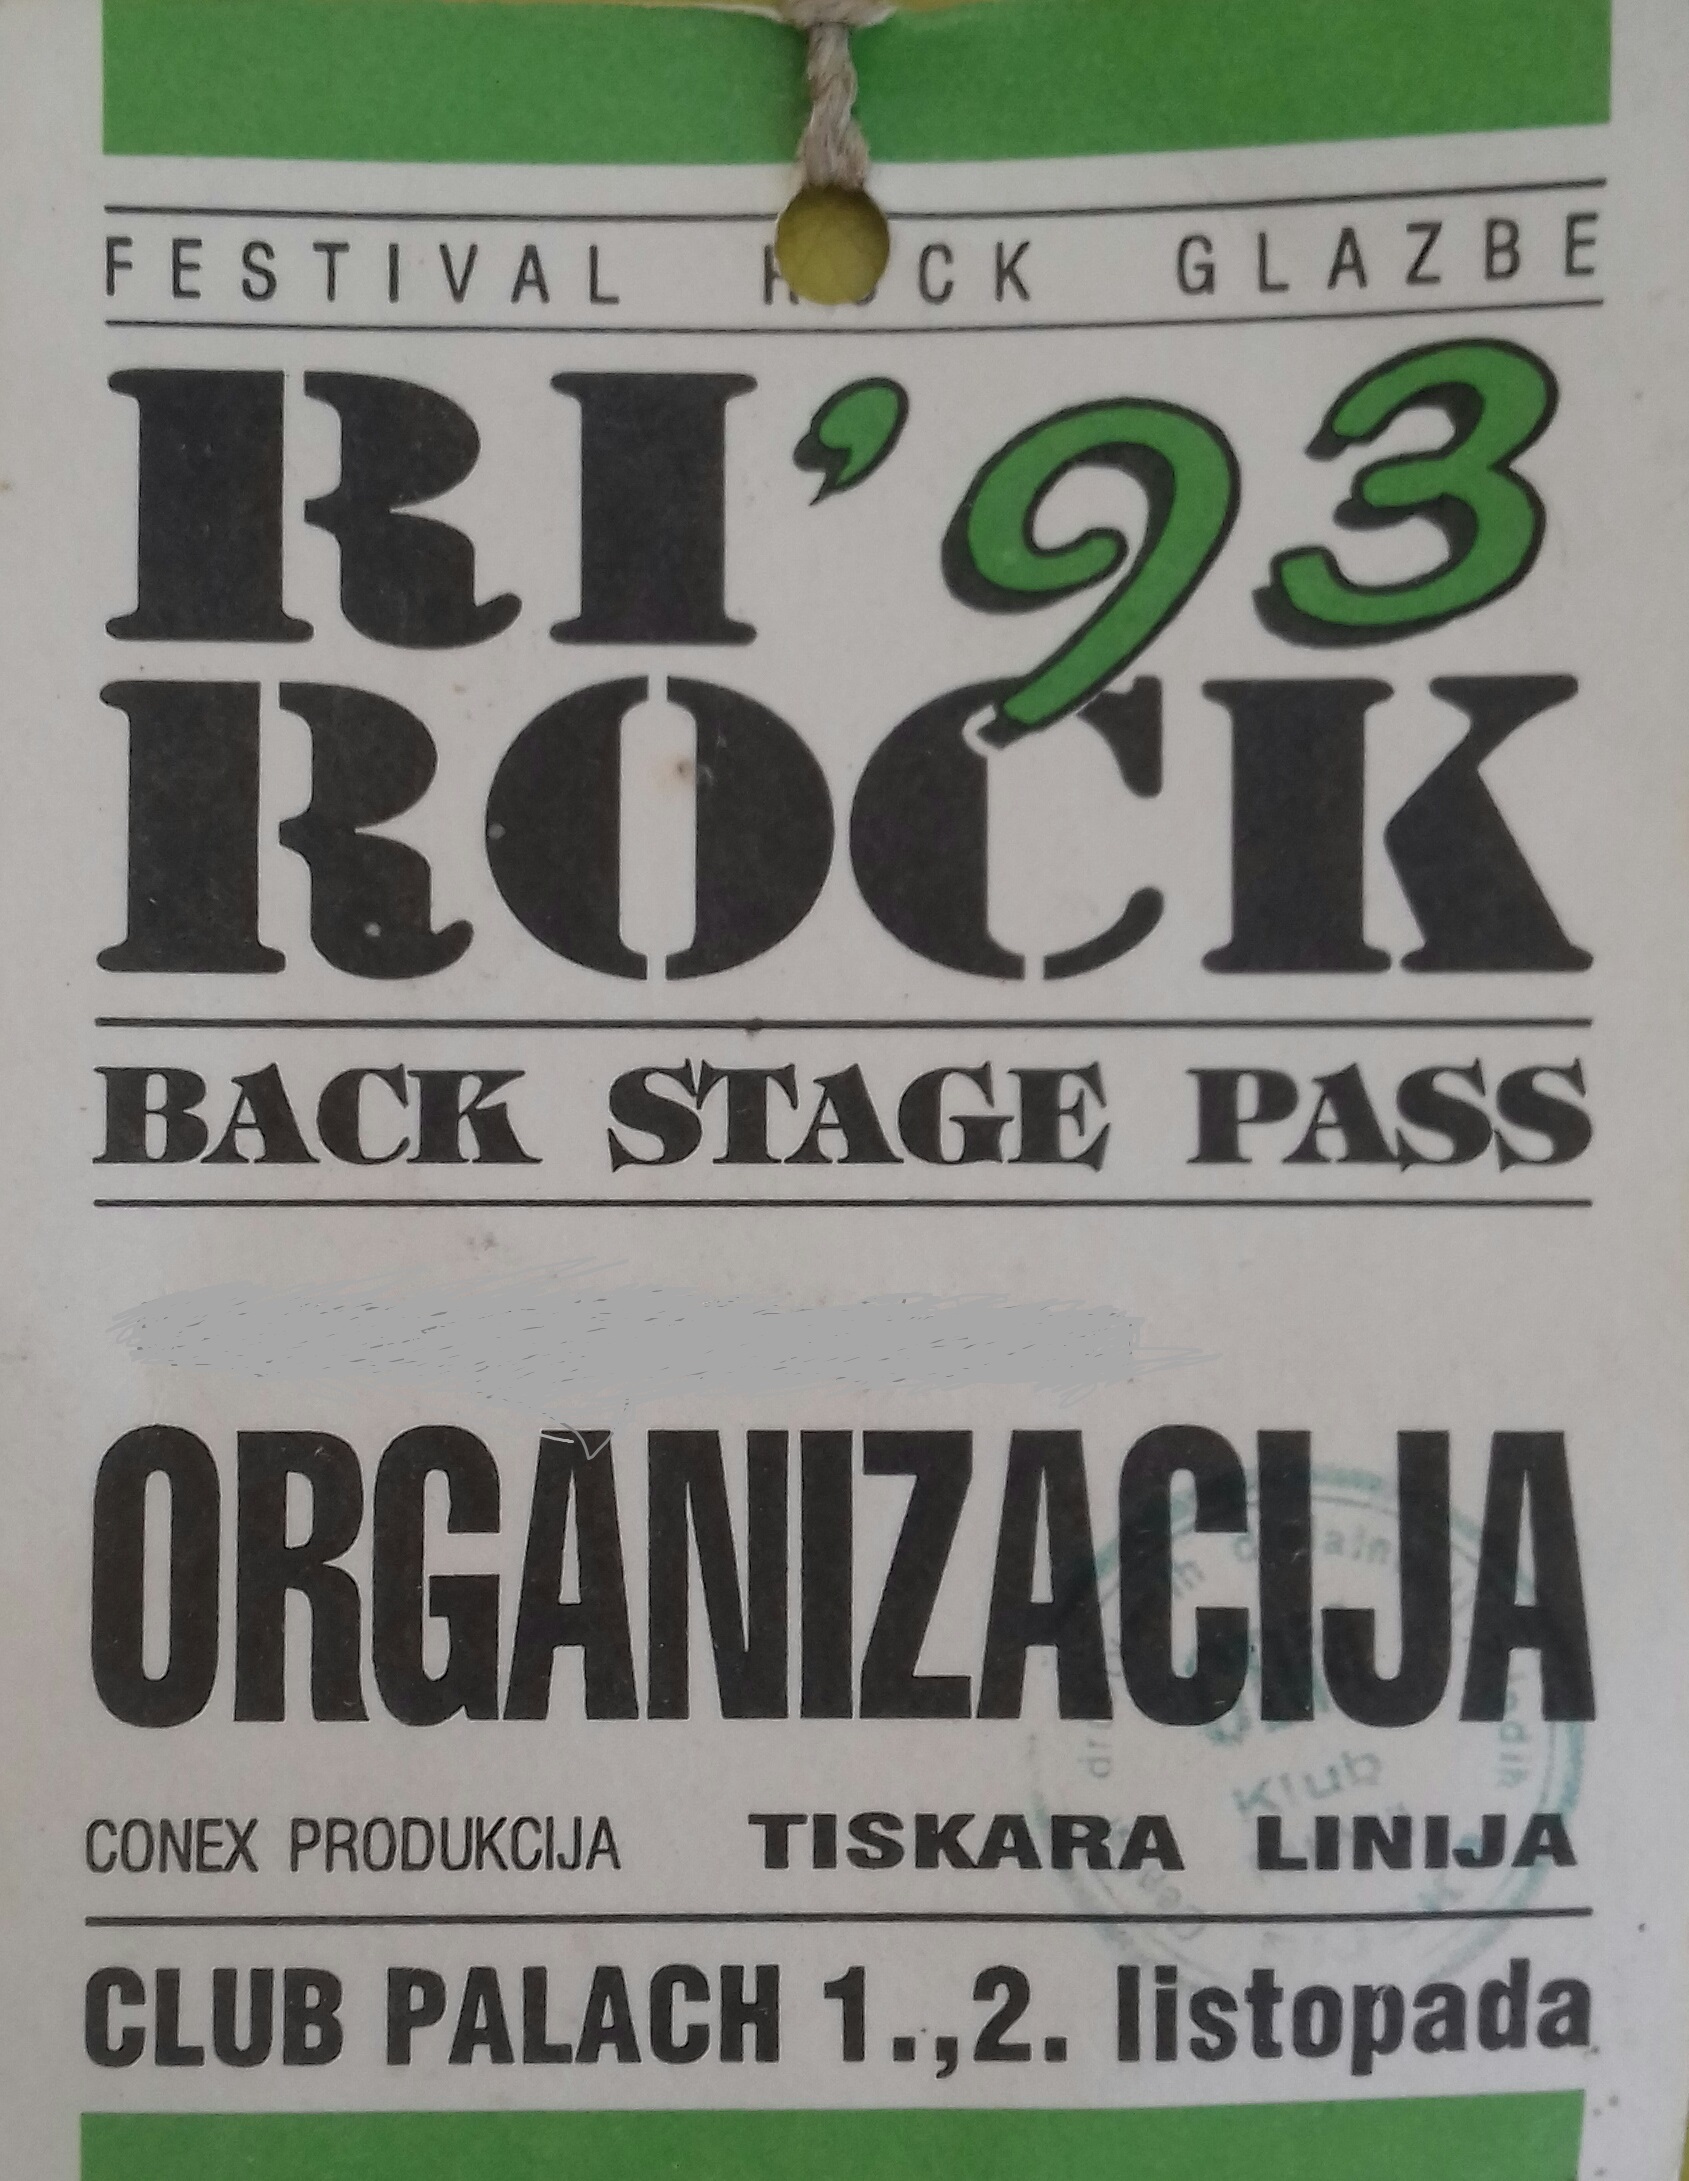 FESTIVAL ROCK GLAZBE
RI '93
ROCK
BACK STAGE PASS
ORGANIZACIJA
CONEX PRODUKCIJA TISKARA LINIJA
Klub
CLUB PALACH 1.,2. listopada